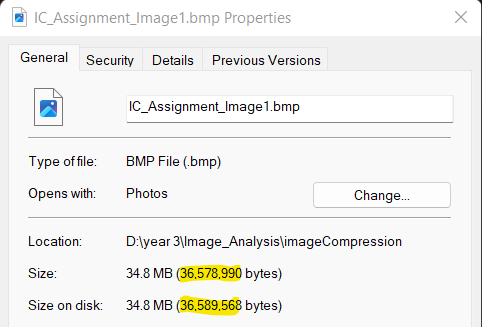 IC_Assignment_Image1.bmp Properties
General Security Details Previous Versions
IC_Assignment_Image1.bmp
Type of file: BMP File (.bmp)
Opens with: Photos Change...
Location: D:\year 3\Image_Analysis\imageCompression
Size: 34.8 MB (36,578,990 bytes)
Size on disk: 34.8 MB (36,589,568 bytes)